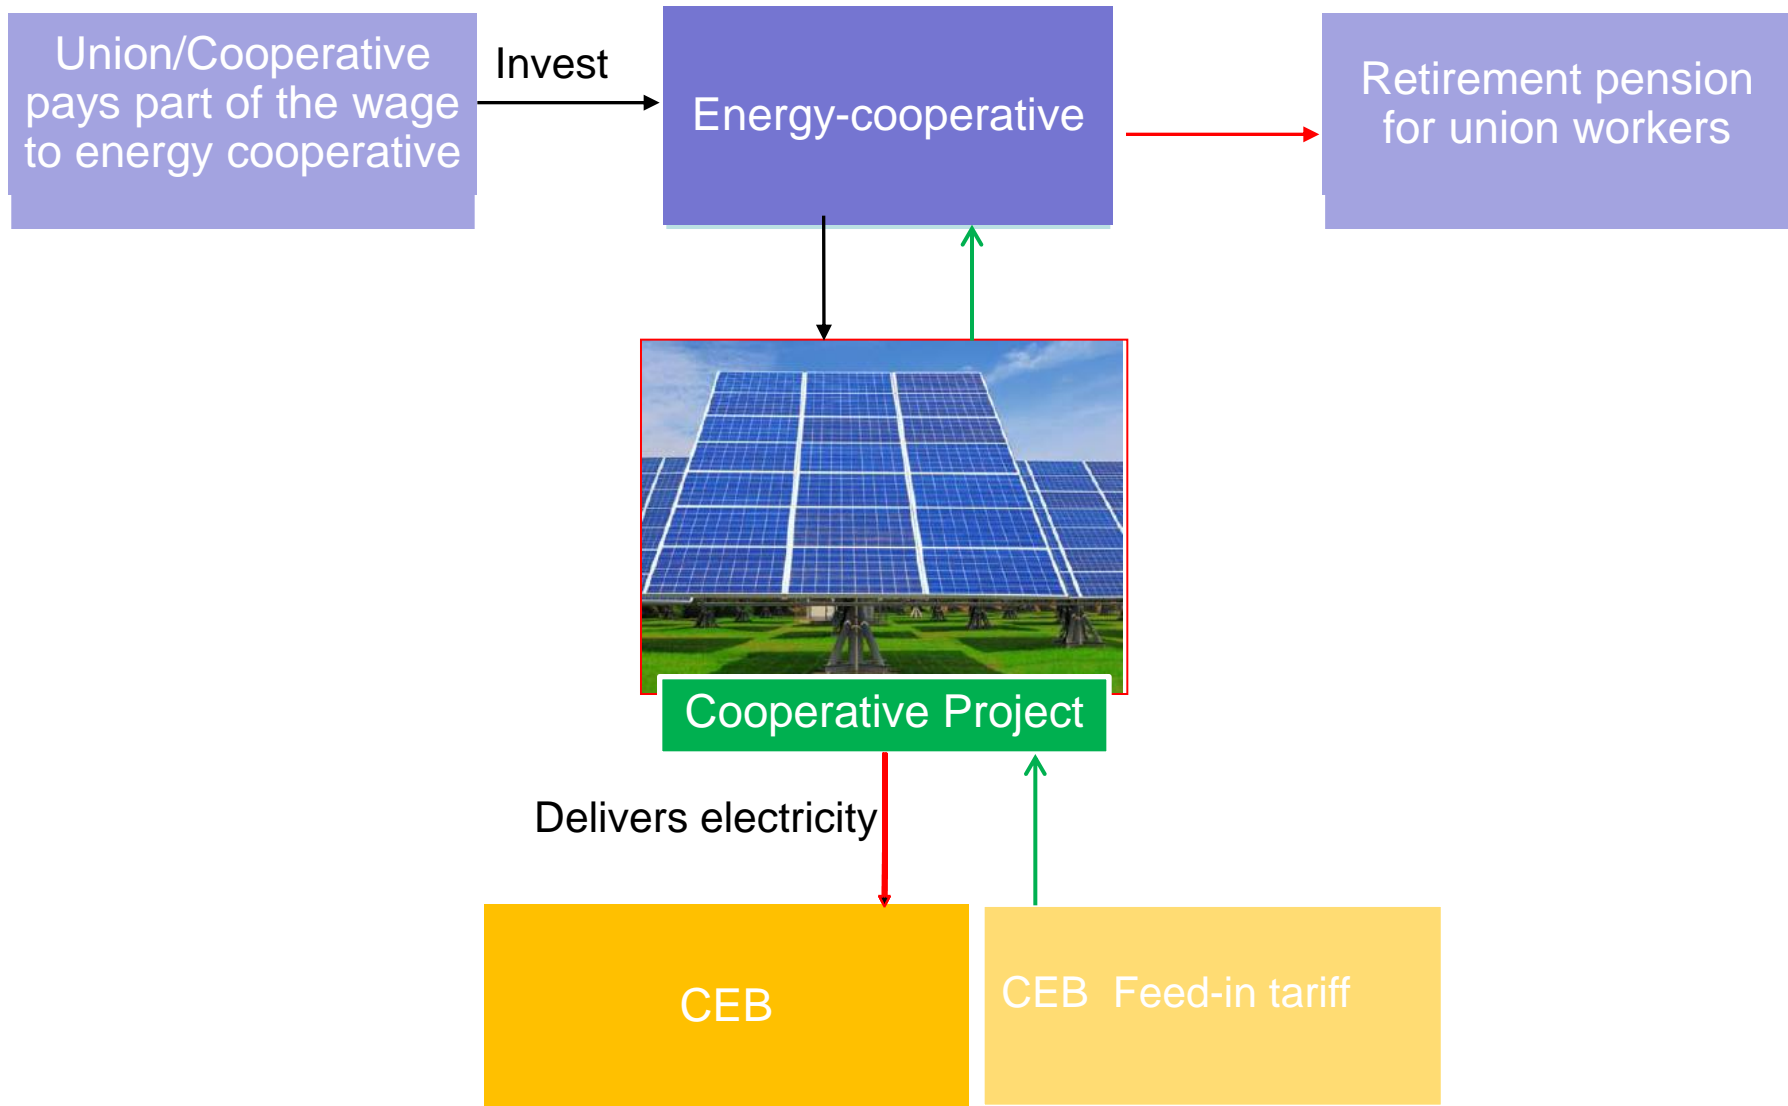 Union/Cooperative
pays part of the wage
to energy cooperative
Invest
Energy-cooperative
Retirement pension
for union workers
Cooperative Project
Delivers electricity
CEB
CEB Feed-in tariff